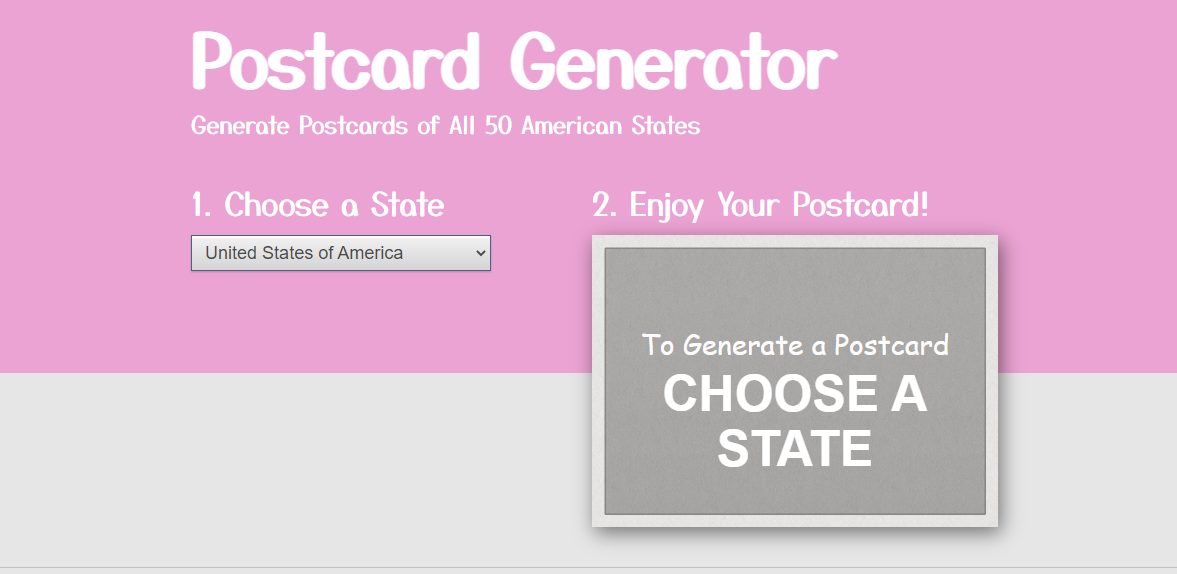 Postcard Generator
Generate Postcards of All 50 American States
1. Choose a State
United States of America
2. Enjoy Your Postcard!
To Generate a Postcard
CHOOSE A
STATE